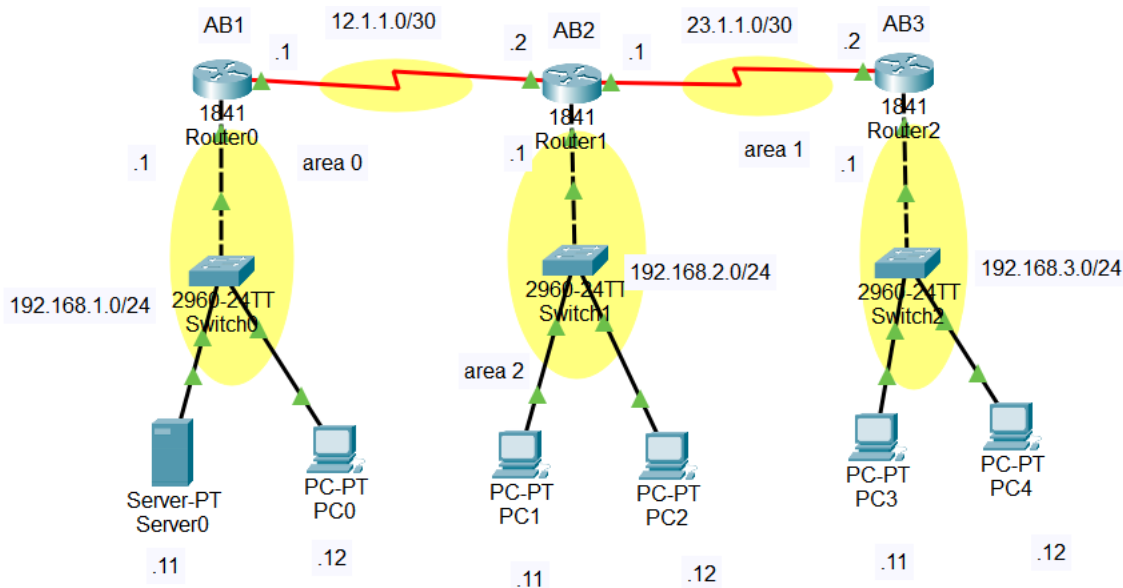 AB1
12.1.1.0/30
AB2
23.1.1.0/30
AB3
.1
.2
.1
.2
1841
Router0
1841
Router1
1841
Router2
.1
area 0
.1
area 1
.1
192.168.1.0/24
2960-24TT
Switch0
192.168.2.0/24
2960-24TT
Switch1
192.168.3.0/24
2960-24TT
Switch2
area 2
Server-PT
Server0
PC-PT
PC0
PC-PT
PC1
PC-PT
PC2
PC-PT
PC3
PC-PT
PC4
.11
.12
.11
.12
.11
.12